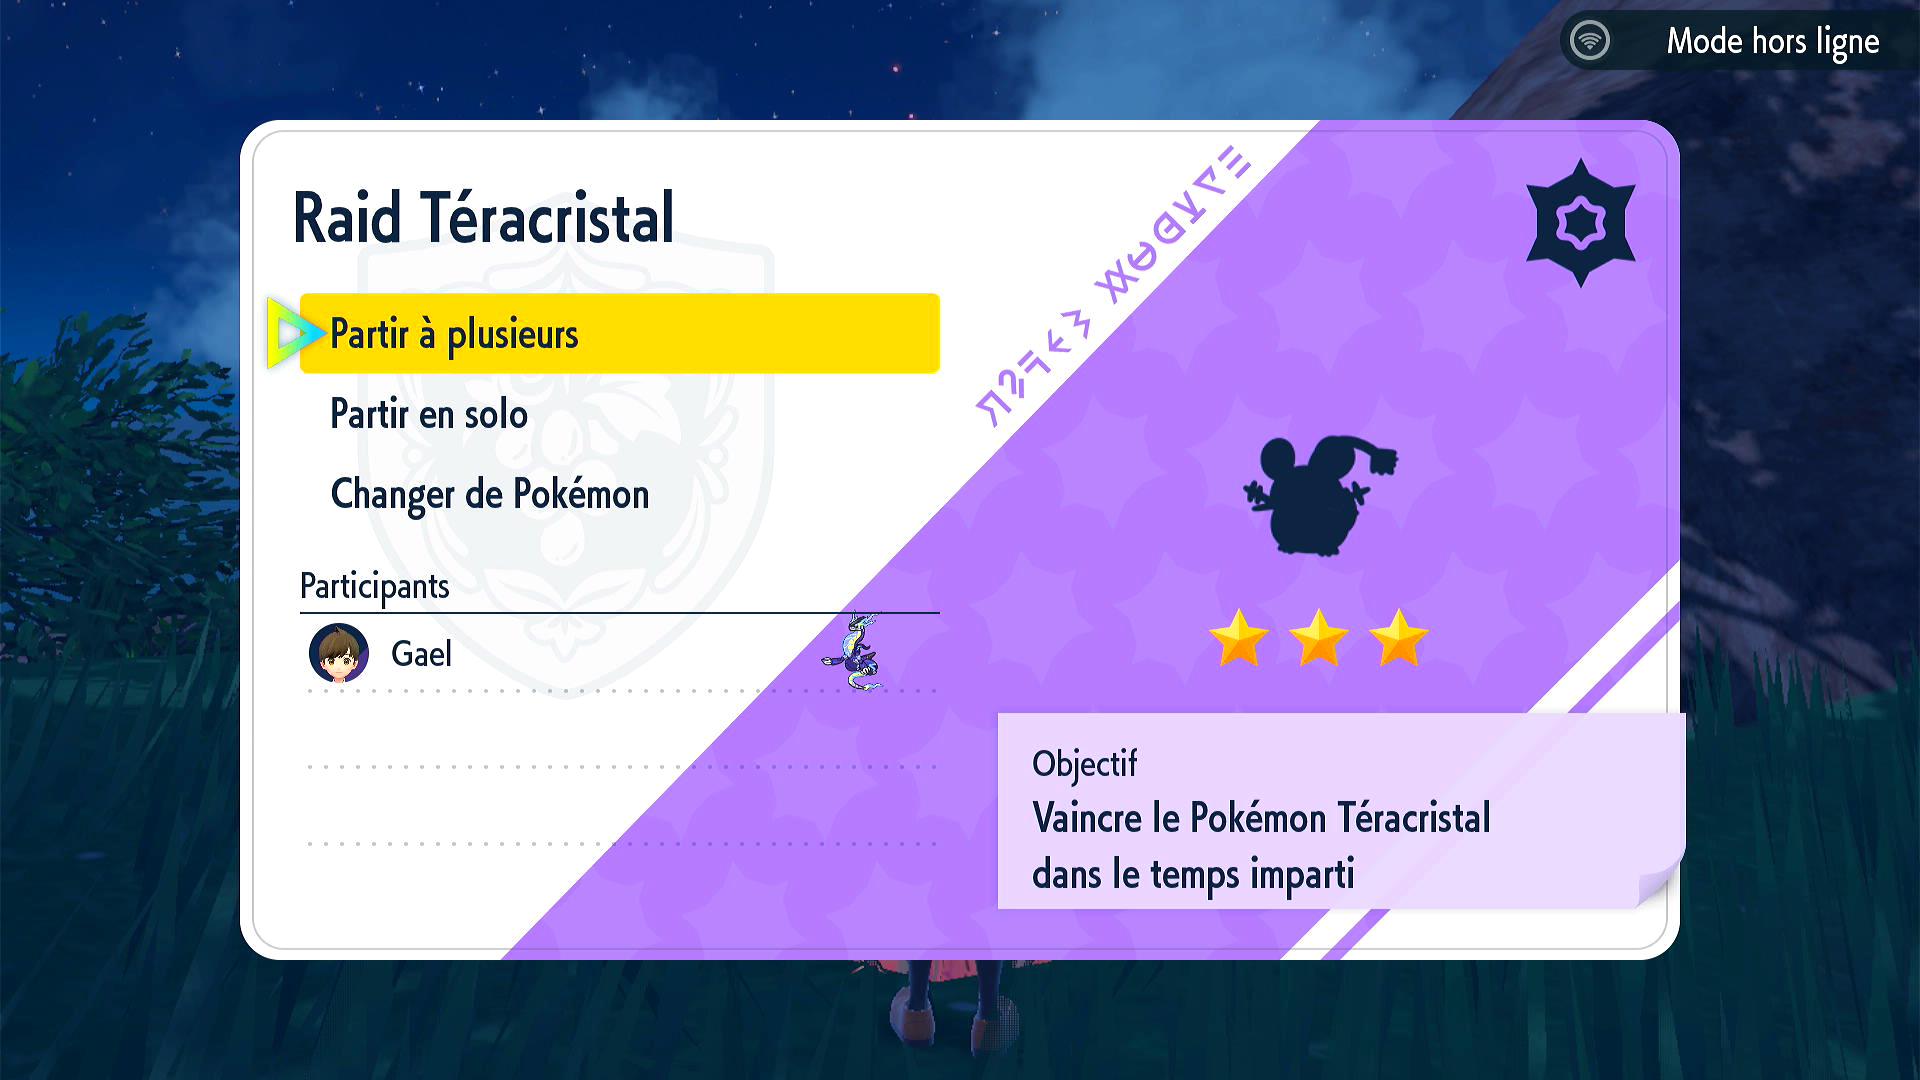 Mode hors ligne
Raid Téracristal
Partir à plusieurs
Partir en solo
Changer de Pokémon
Participants
Gael
Objectif
Vaincre le Pokémon Téracristal
dans le temps imparti